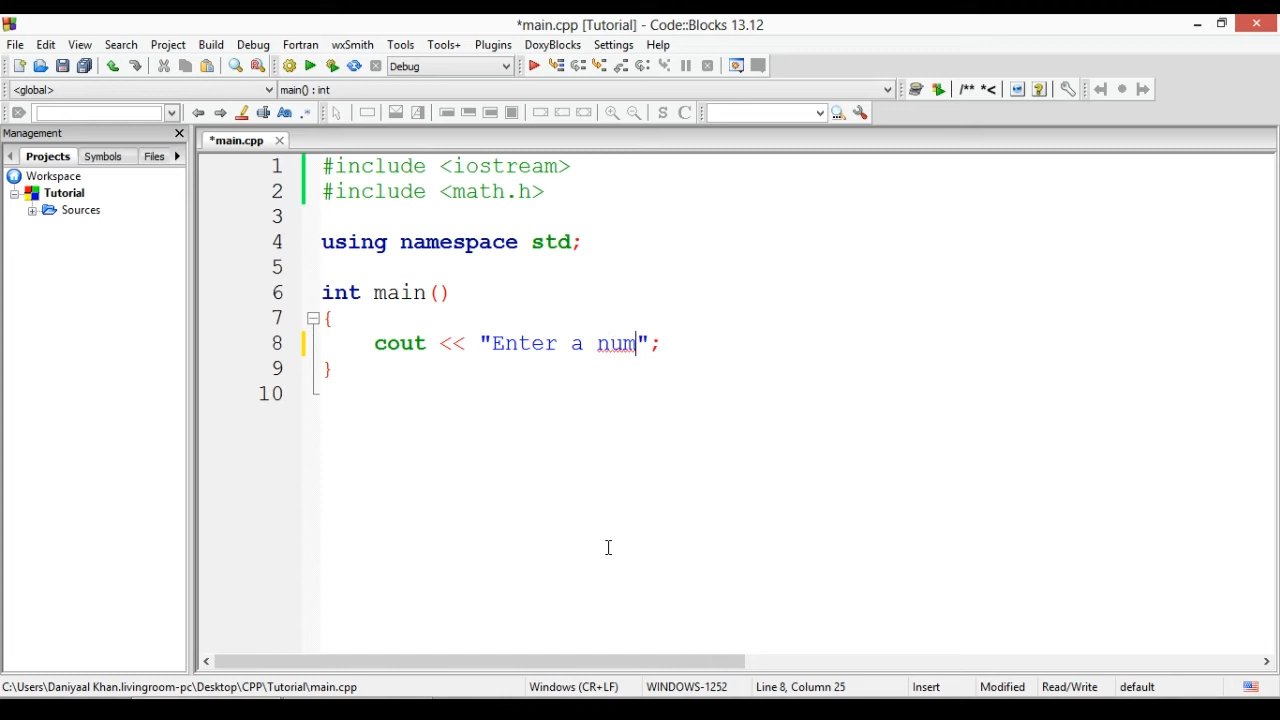 *main.cpp [Tutorial] - Code::Blocks 13.12
File Edit View Search Project Build Debug Fortran wxSmith Tools Tools+ Plugins DoxyBlocks Settings Help
Debug
<global> main() : int /** *<
Aa .* S C
Management
Projects Symbols Files
*main.cpp
Workspace
Tutorial
Sources
1 #include <iostream>
2 #include <math.h>
3
4 using namespace std;
5
6 int main()
7 {
8 cout << "Enter a num";
9 }
10
C:\Users\Daniyaal Khan.livingroom-pc\Desktop\CPP\Tutorial\main.cpp Windows (CR+LF) WINDOWS-1252 Line 8, Column 25 Insert Modified Read/Write default